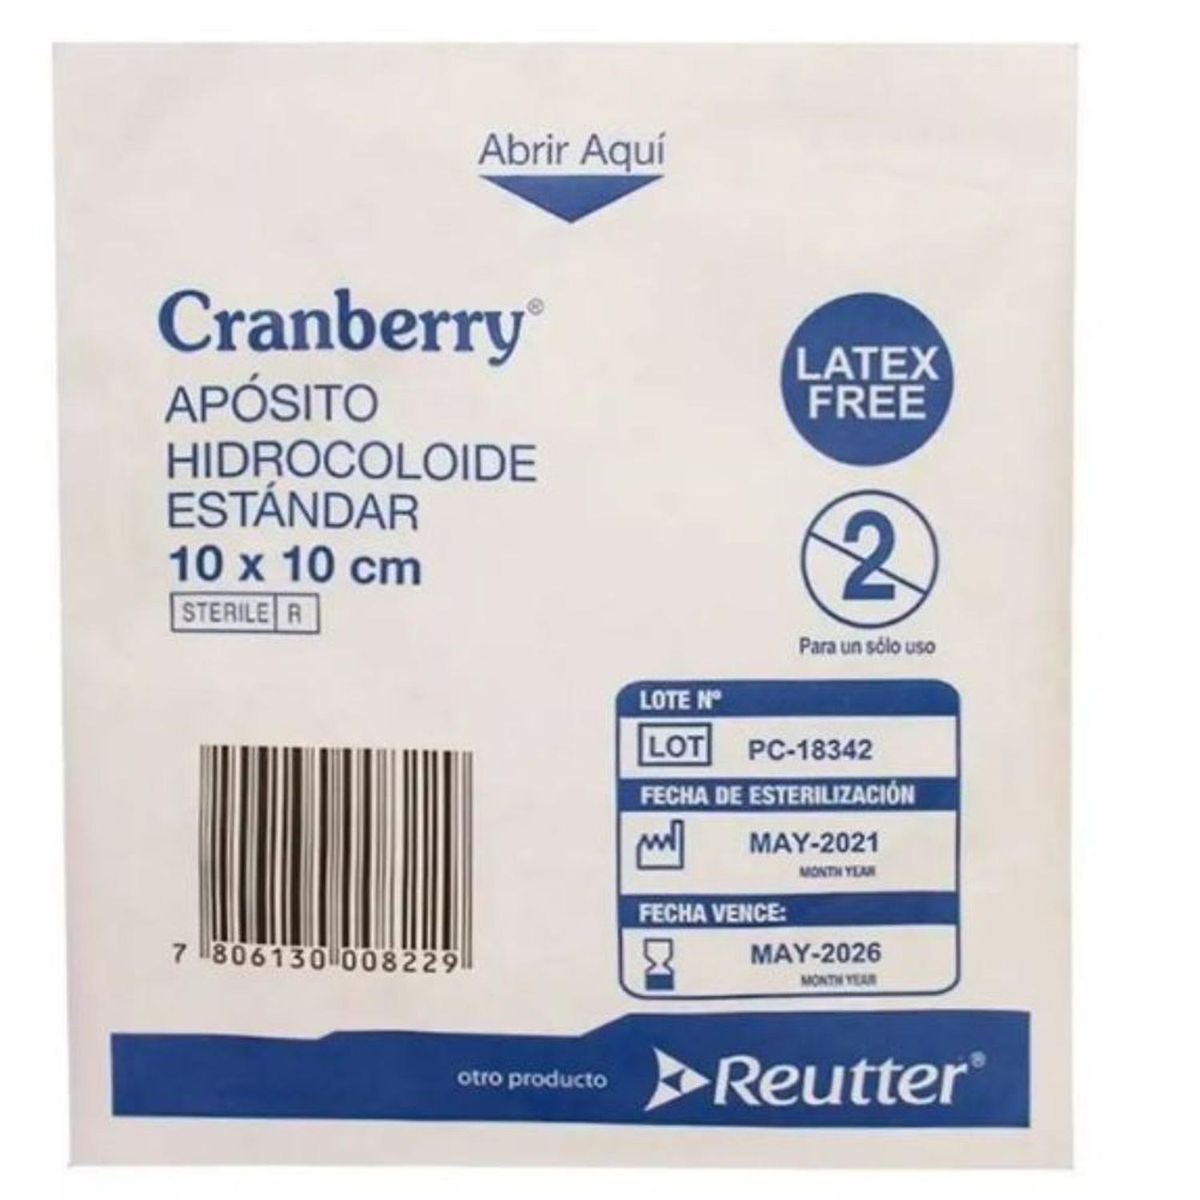 Abrir Aquí
Cranberry®
APÓSITO
HIDROCOLOIDE
ESTÁNDAR
10 x 10 cm
STERILE R
LATEX
FREE
2
Para un sólo uso
LOTE Nº
LOT PC-18342
FECHA DE ESTERILIZACIÓN
MAY-2021
MONTH YEAR
FECHA VENCE:
MAY-2026
MONTH YEAR
7 806130 008229
otro producto Reutter®